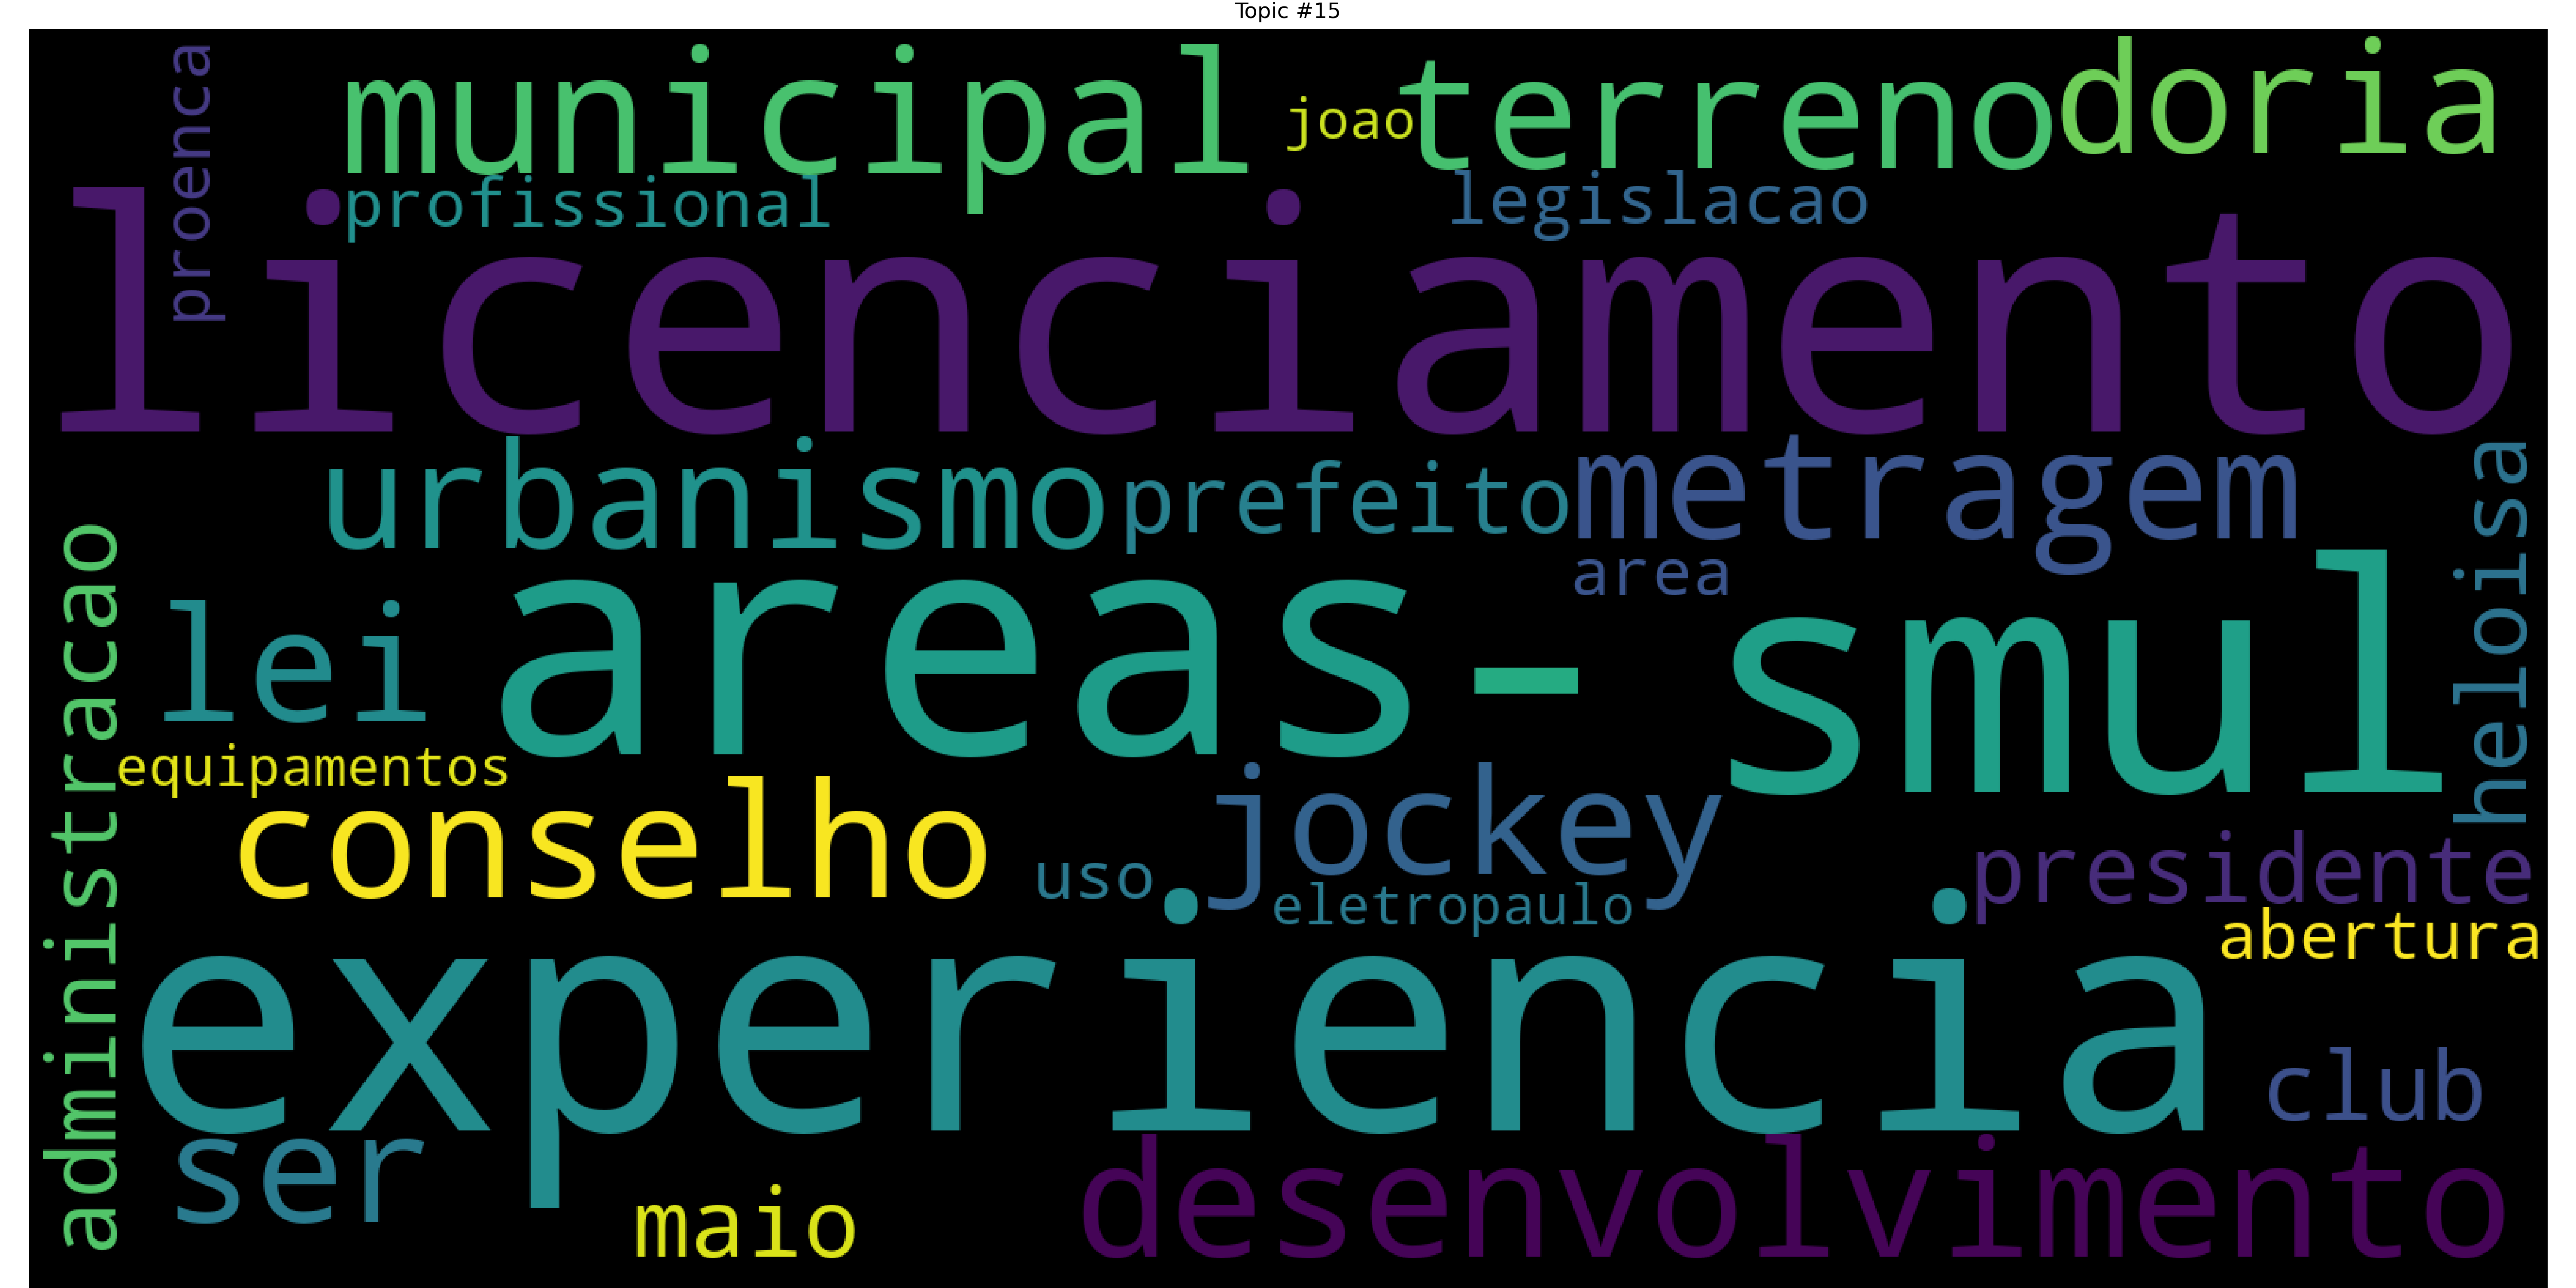 Topic #15
proenca
municipal
joao
terreno
doria
profissional
legislacao
licenciamento
urbanismo
prefeito
metragem
area
heloisa
administracao
lei
areas
-
smul
equipamentos
conselho
uso
jockey
eletropaulo
presidente
abertura
experiencia
club
ser
maio
desenvolvimento